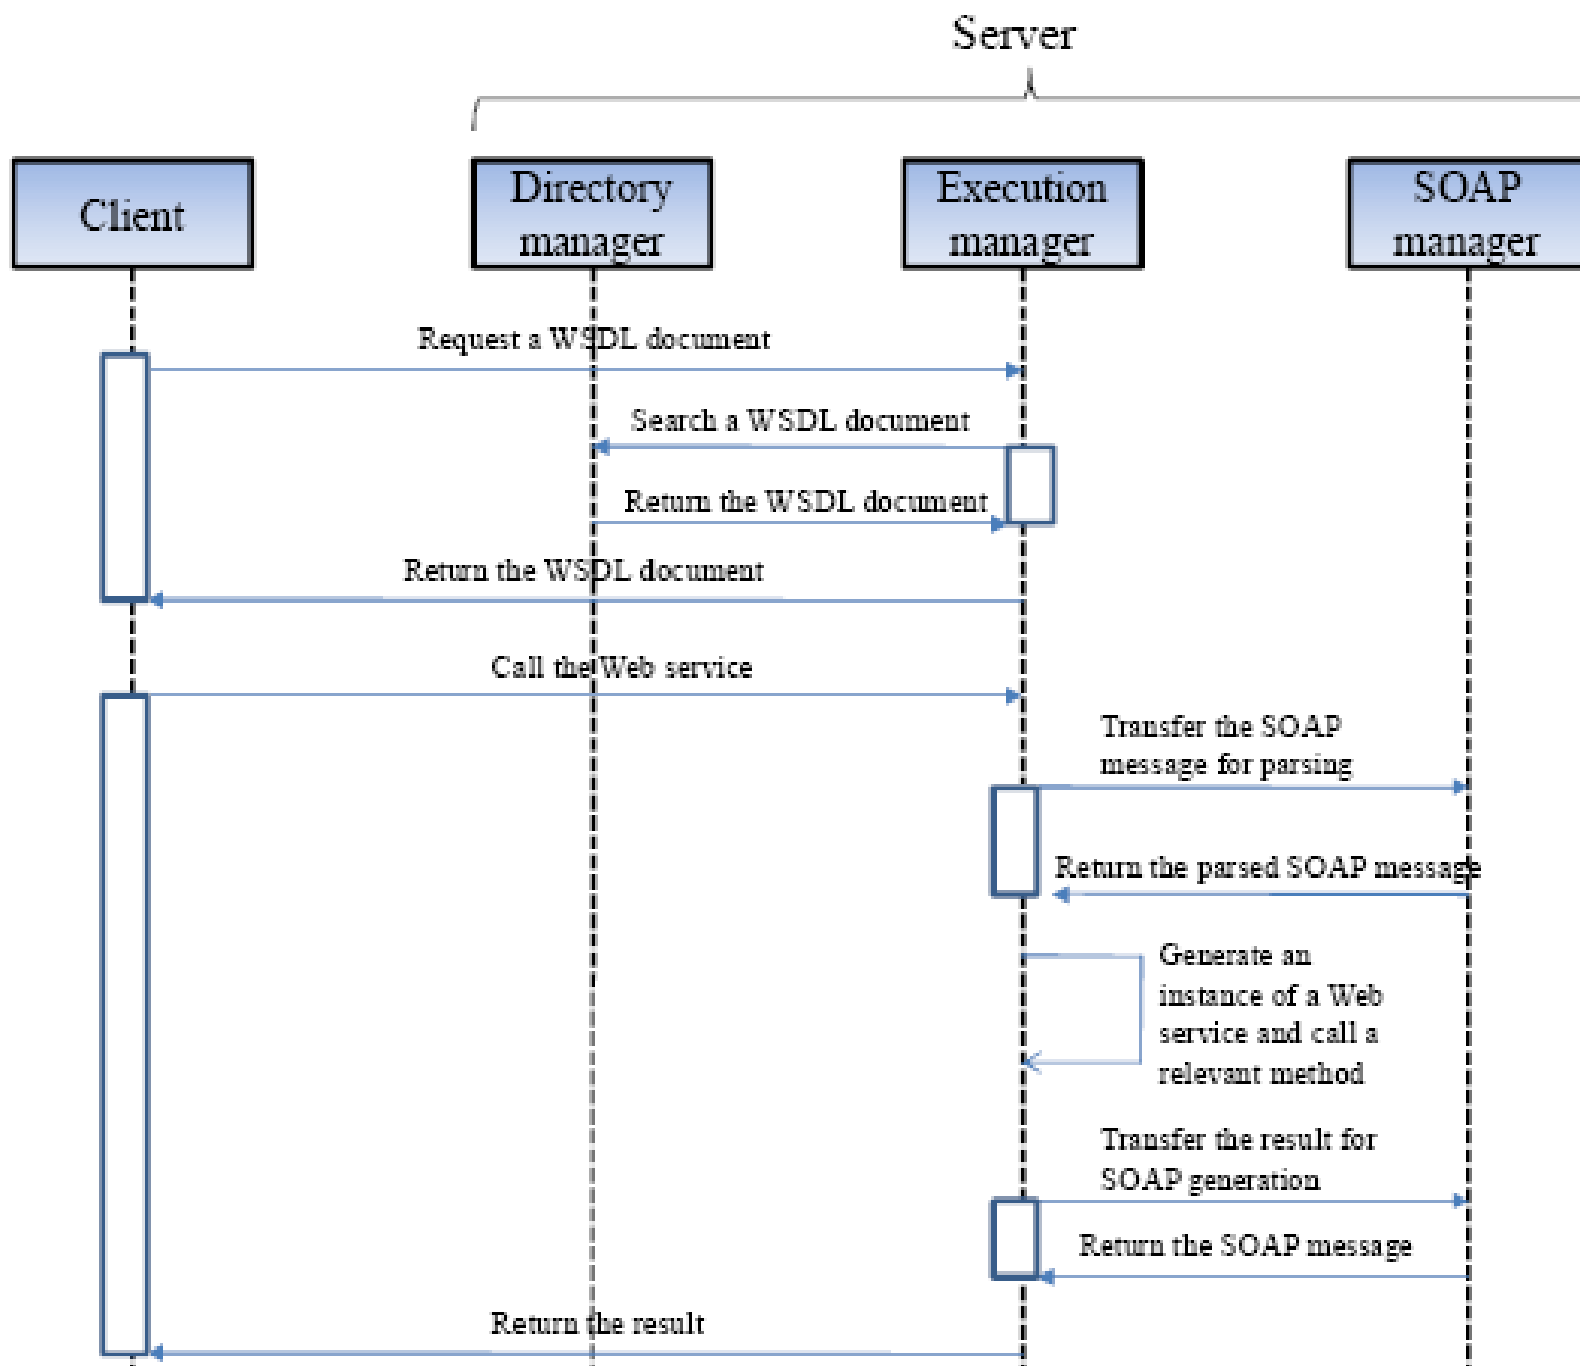 Server
Client
Directory
manager
Execution
manager
SOAP
manager
Request a WSDL document
Search a WSDL document
Return the WSDL document
Return the WSDL document
Call the Web service
Transfer the SOAP
message for parsing
Return the parsed SOAP message
Generate an
instance of a Web
service and call a
relevant method
Transfer the result for
SOAP generation
Return the SOAP message
Return the result